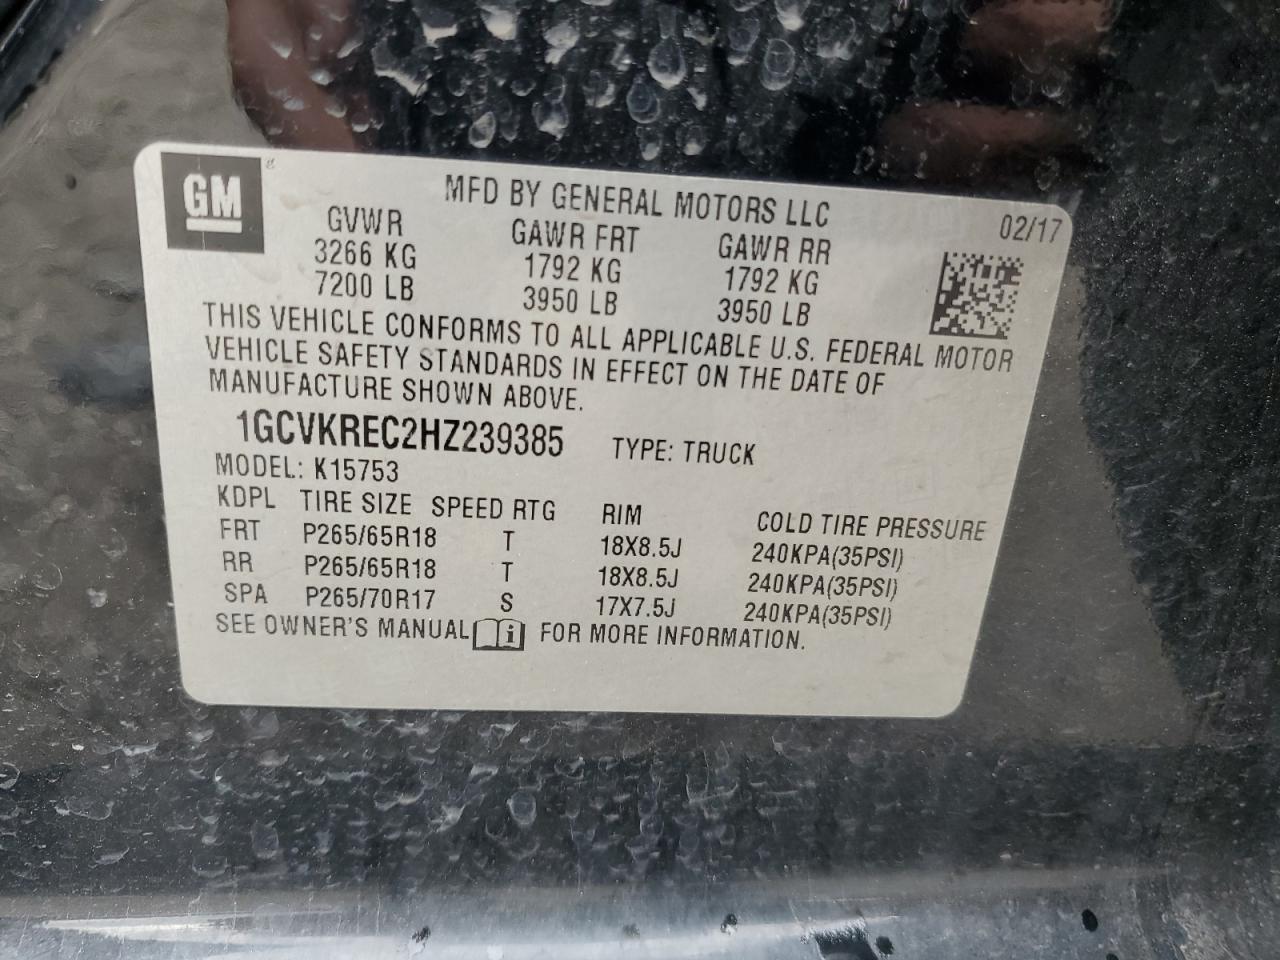 GM
MFD BY GENERAL MOTORS LLC
02/17
GVWR GAWR FRT GAWR RR
3266 KG 1792 KG 1792 KG
7200 LB 3950 LB 3950 LB
THIS VEHICLE CONFORMS TO ALL APPLICABLE U.S. FEDERAL MOTOR
VEHICLE SAFETY STANDARDS IN EFFECT ON THE DATE OF
MANUFACTURE SHOWN ABOVE.
1GCVKREC2HZ239385 TYPE: TRUCK
MODEL: K15753
KDPL TIRE SIZE SPEED RTG RIM COLD TIRE PRESSURE
FRT P265/65R18 T 18X8.5J 240KPA(35PSI)
RR P265/65R18 T 18X8.5J 240KPA(35PSI)
SPA P265/70R17 S 17X7.5J 240KPA(35PSI)
SEE OWNER'S MANUAL FOR MORE INFORMATION.